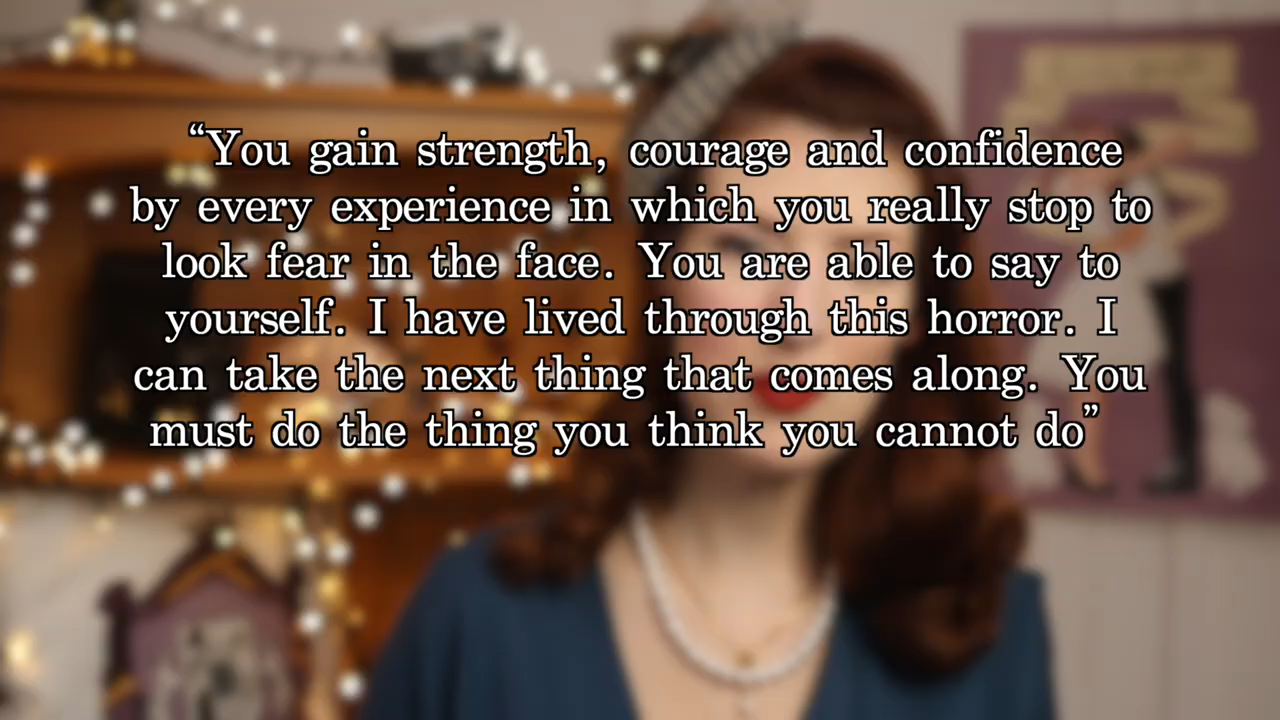 “You gain strength, courage and confidence
by every experience in which you really stop to
look fear in the face. You are able to say to
yourself. I have lived through this horror. I
can take the next thing that comes along. You
must do the thing you think you cannot do”